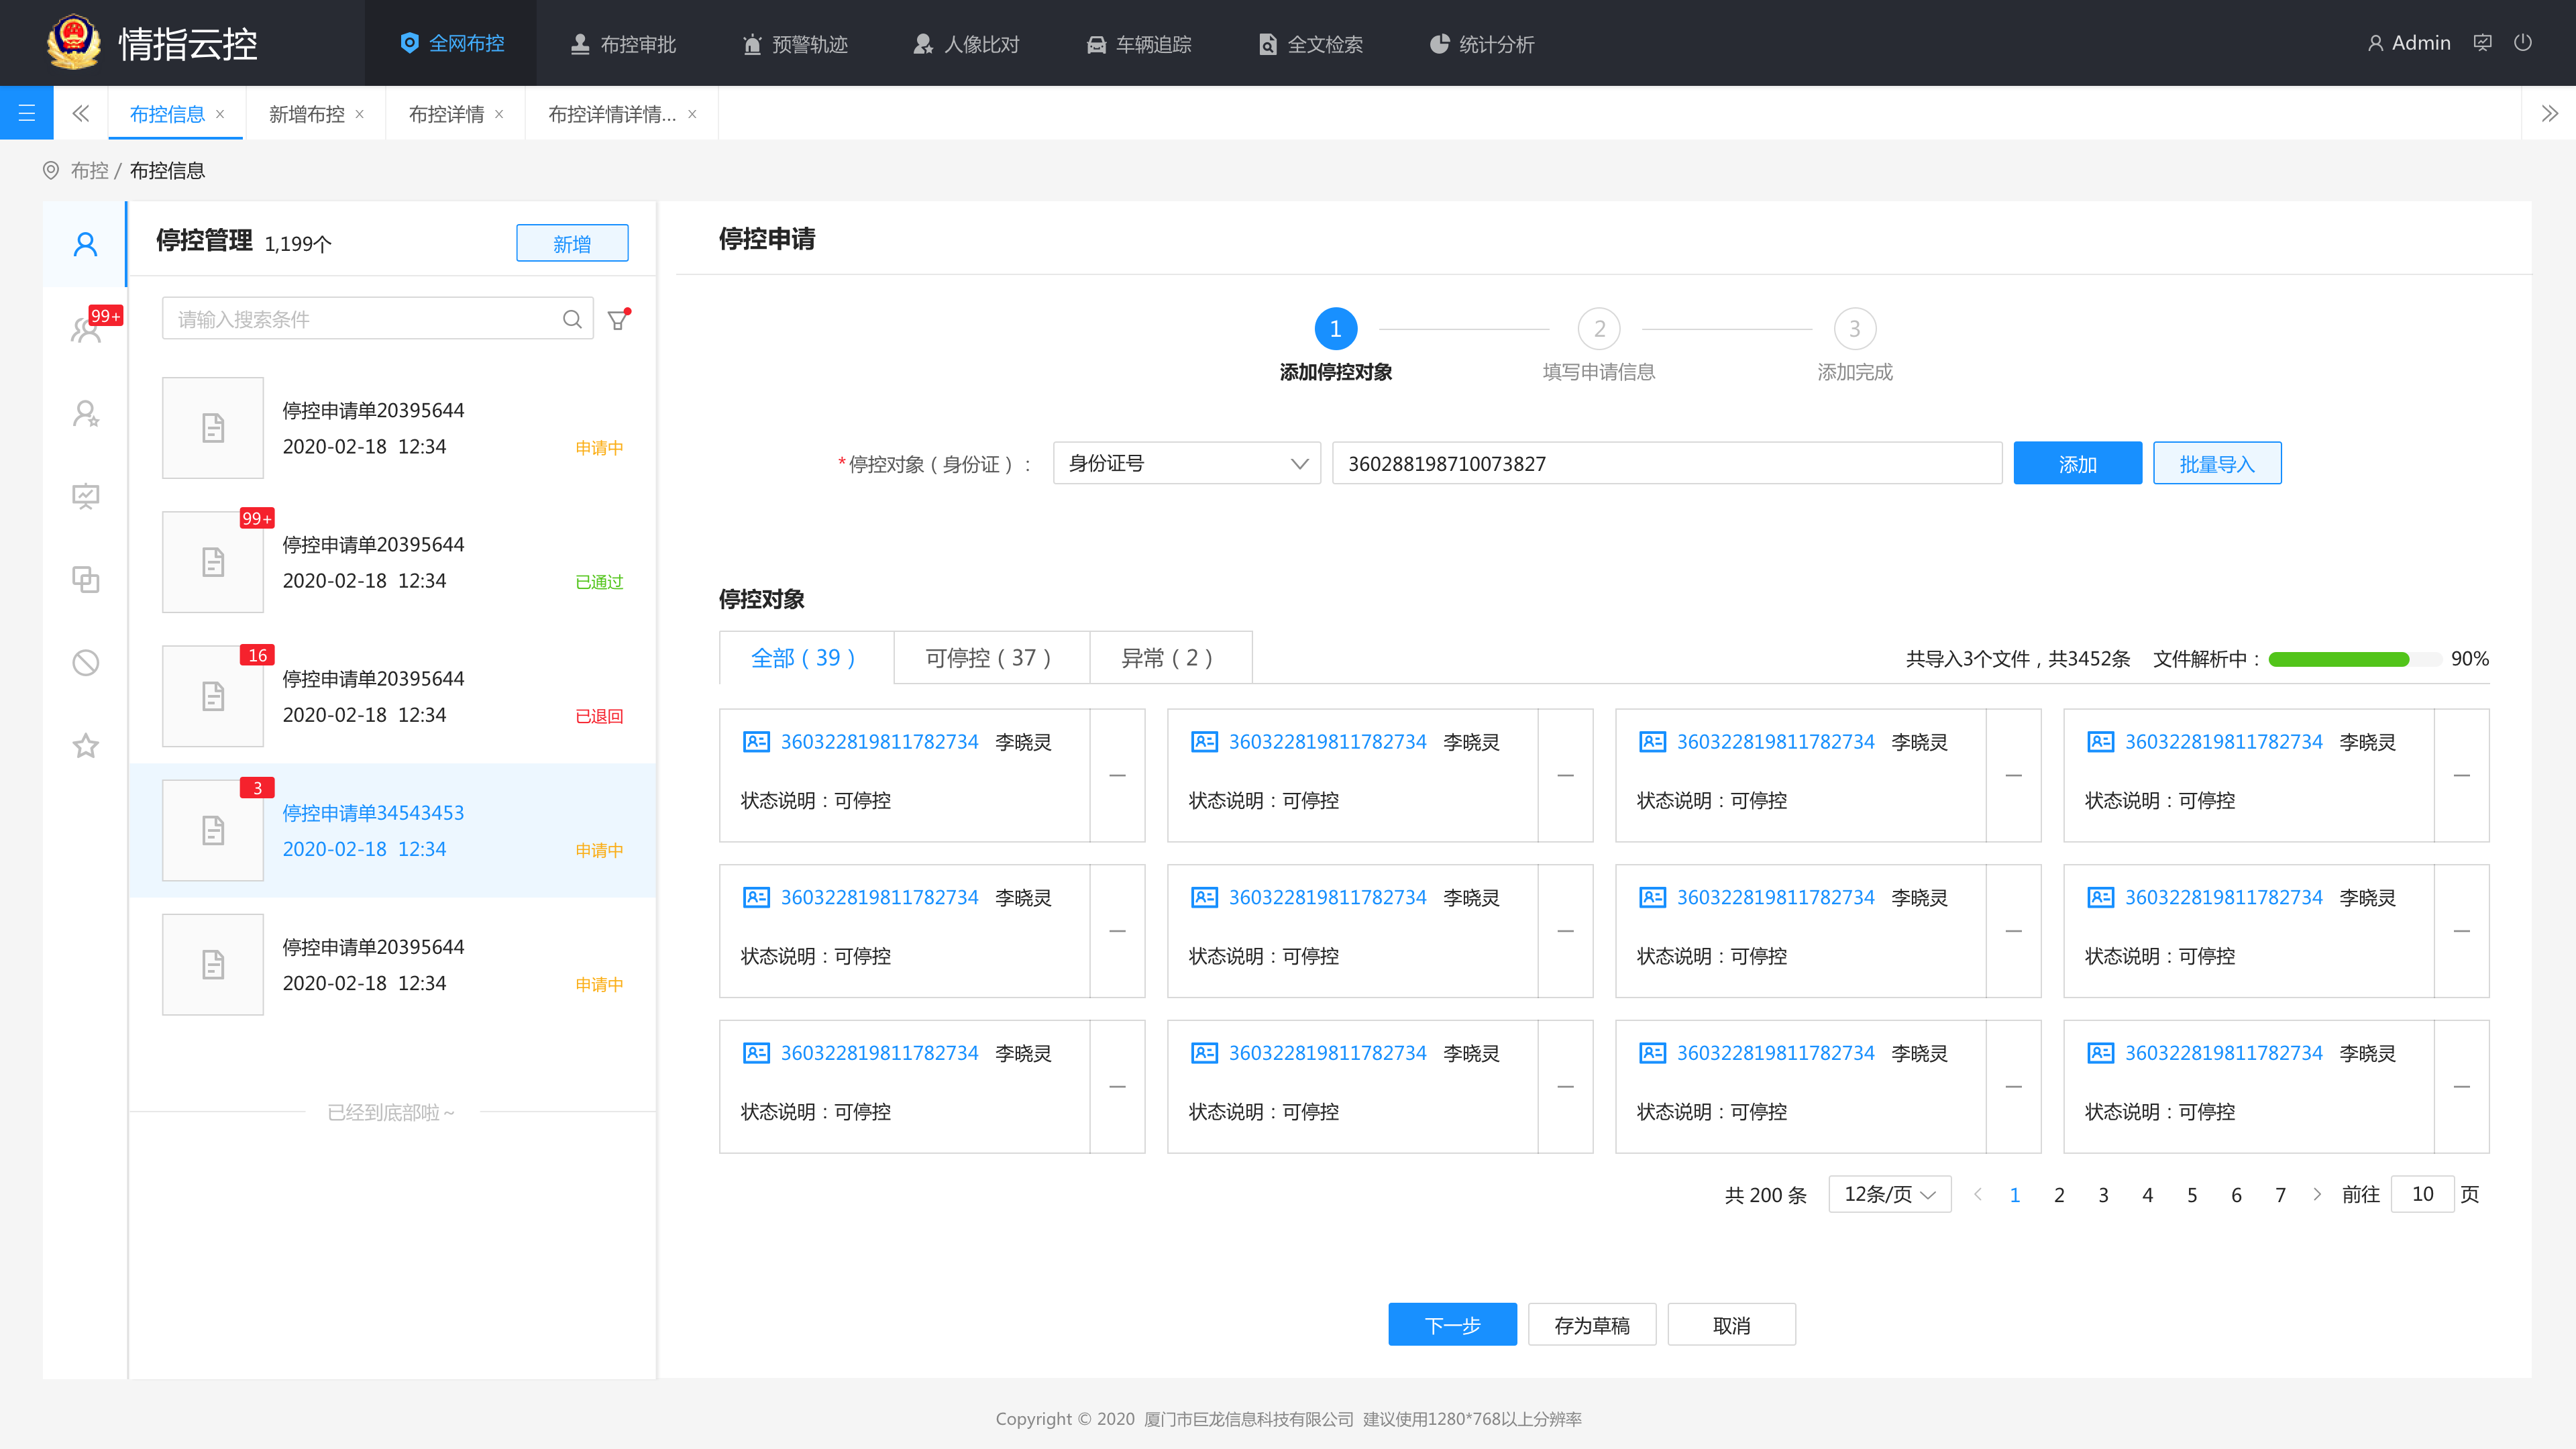 情指云控 全网布控 布控审批 预警轨迹 人像比对 车辆追踪 全文检索 统计分析 Admin
布控信息 × 新增布控 × 布控详情 × 布控详情详情... ×
布控 / 布控信息
停控管理 1,199个 新增
请输入搜索条件
99+
停控申请单20395644
2020-02-18 12:34 申请中
99+
停控申请单20395644
2020-02-18 12:34 已通过
16
停控申请单20395644
2020-02-18 12:34 已退回
3
停控申请单34543453
2020-02-18 12:34 申请中
停控申请单20395644
2020-02-18 12:34 申请中
已经到底部啦~
停控申请
1 2 3
添加停控对象 填写申请信息 添加完成
*停控对象（身份证）： 身份证号 360288198710073827 添加 批量导入
停控对象
全部（39） 可停控（37） 异常（2） 共导入3个文件，共3452条 文件解析中： 90%
360322819811782734 李晓灵 360322819811782734 李晓灵 360322819811782734 李晓灵 360322819811782734 李晓灵
状态说明：可停控 状态说明：可停控 状态说明：可停控 状态说明：可停控
360322819811782734 李晓灵 360322819811782734 李晓灵 360322819811782734 李晓灵 360322819811782734 李晓灵
状态说明：可停控 状态说明：可停控 状态说明：可停控 状态说明：可停控
360322819811782734 李晓灵 360322819811782734 李晓灵 360322819811782734 李晓灵 360322819811782734 李晓灵
状态说明：可停控 状态说明：可停控 状态说明：可停控 状态说明：可停控
共 200 条 12条/页 1 2 3 4 5 6 7 前往 10 页
下一步 存为草稿 取消
Copyright © 2020 厦门市巨龙信息科技有限公司 建议使用1280*768以上分辨率